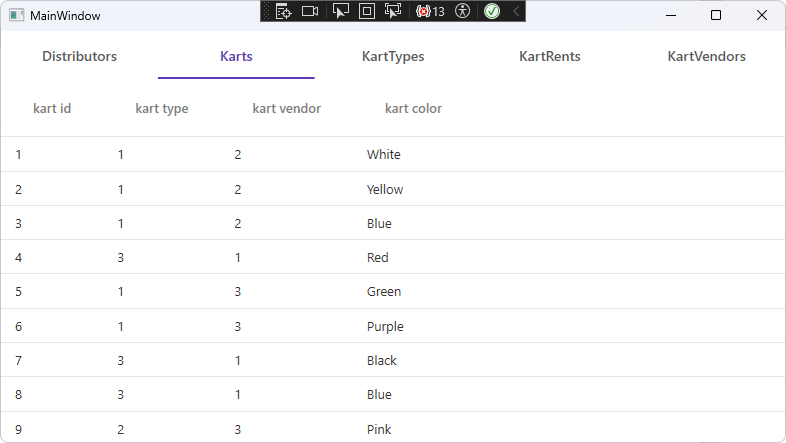 MainWindow
13
Distributors Karts KartTypes KartRents KartVendors
kart id kart type kart vendor kart color
1 1 2 White
2 1 2 Yellow
3 1 2 Blue
4 3 1 Red
5 1 3 Green
6 1 3 Purple
7 3 1 Black
8 3 1 Blue
9 2 3 Pink